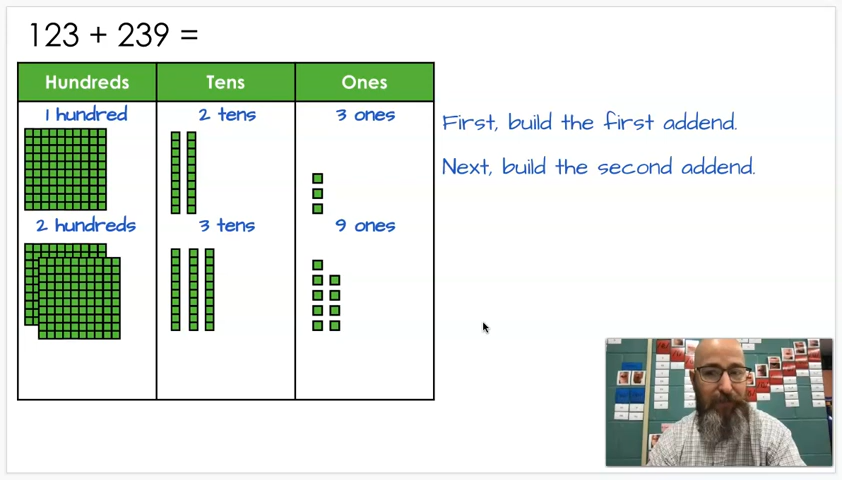 123 + 239 =
Hundreds Tens Ones
1 hundred 2 tens 3 ones
First, build the first addend.
Next, build the second addend.
2 hundreds 3 tens 9 ones